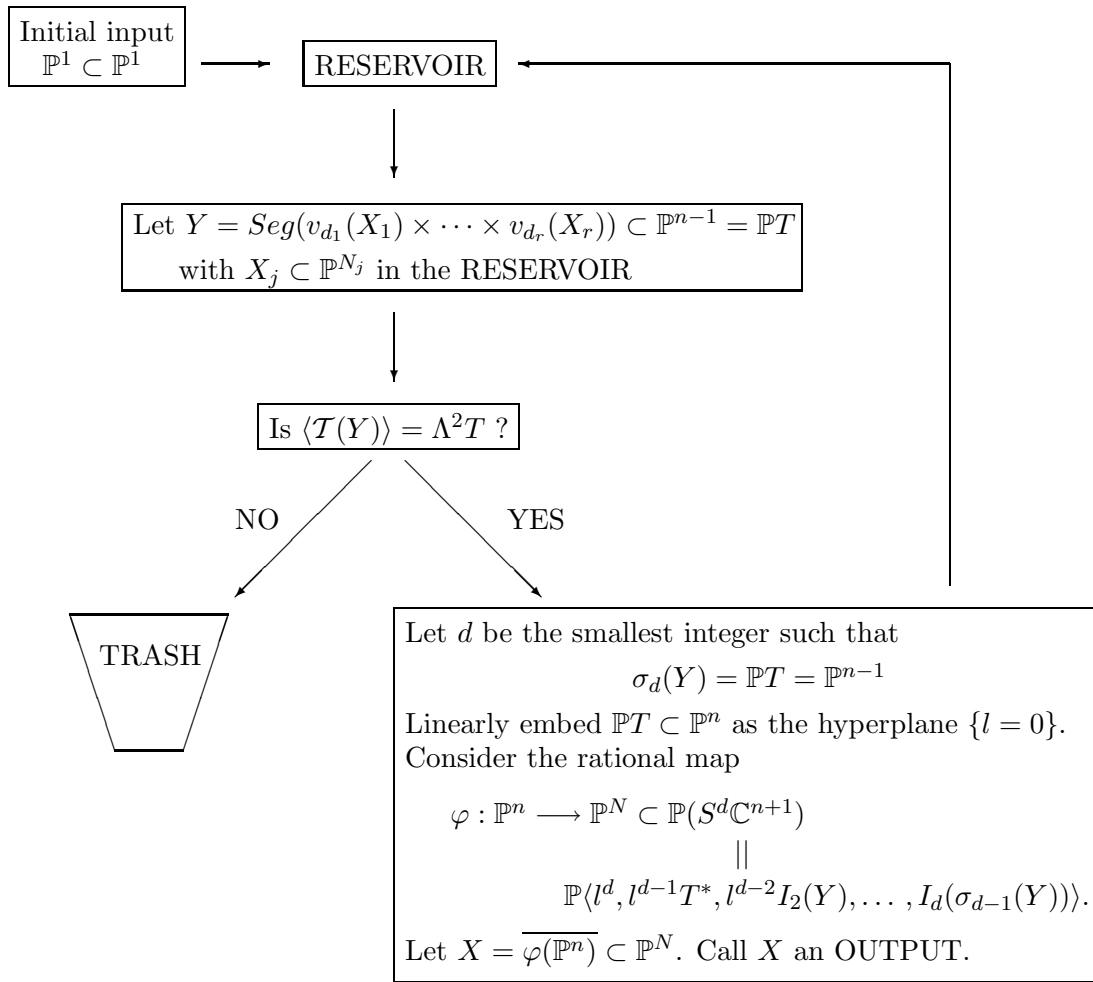 Initial input
ℙ¹ ⊂ ℙ¹
RESERVOIR
Let Y = Seg(v_{d_1}(X_1) × ⋯ × v_{d_r}(X_r)) ⊂ ℙ^{n−1} = ℙT
with X_j ⊂ ℙ^{N_j} in the RESERVOIR
Is ⟨𝒯(Y)⟩ = Λ²T ?
NO
YES
TRASH
Let d be the smallest integer such that
σ_d(Y) = ℙT = ℙ^{n−1}
Linearly embed ℙT ⊂ ℙ^n as the hyperplane {l = 0}.
Consider the rational map
φ : ℙ^n ⟶ ℙ^N ⊂ ℙ(S^dℂ^{n+1})
||
ℙ⟨l^d, l^{d−1}T^*, l^{d−2}I_2(Y), … , I_d(σ_{d−1}(Y))⟩.
Let X = \overline{φ(ℙ^n)} ⊂ ℙ^N. Call X an OUTPUT.